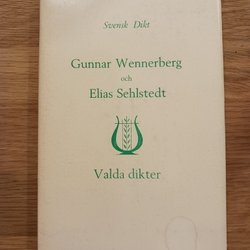 Svensk Dikt
Gunnar Wennerberg
och
Elias Sehlstedt
Valda dikter